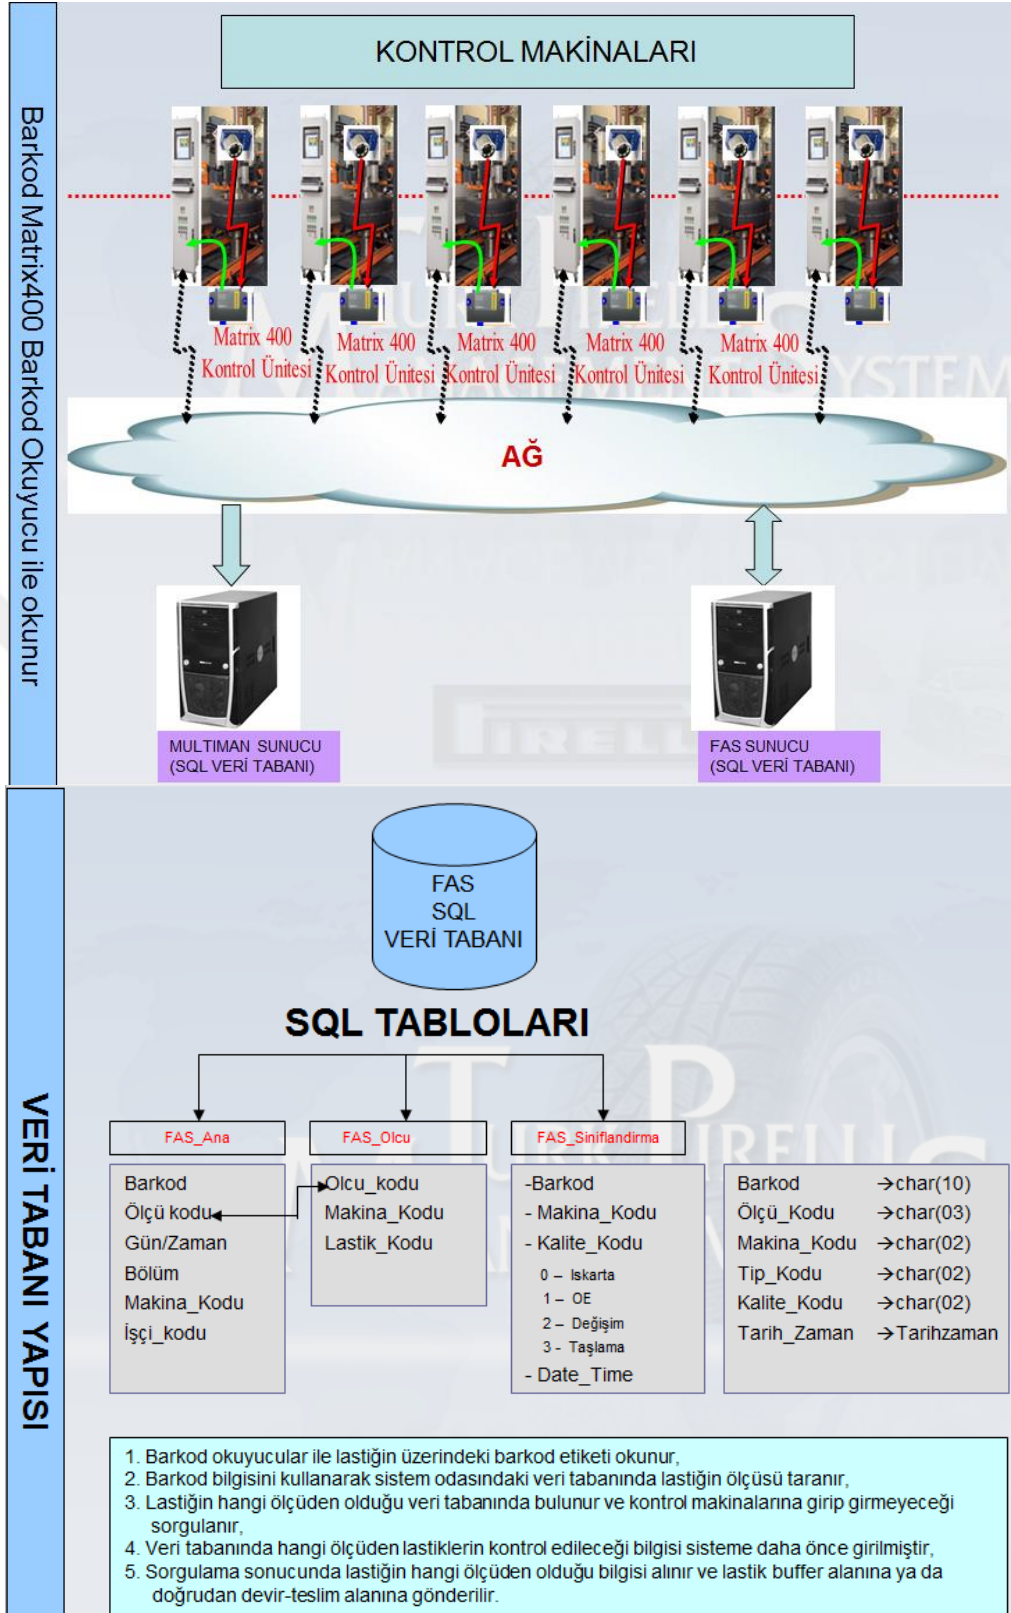 KONTROL MAKİNALARI
Barkod Matrix400 Barkod Okuyucu ile okunur
Matrix 400
Kontrol Ünitesi
Matrix 400
Kontrol Ünitesi
Matrix 400
Kontrol Ünitesi
Matrix 400
Kontrol Ünitesi
Matrix 400
Kontrol Ünitesi
AĞ
MULTIMAN SUNUCU
(SQL VERİ TABANI)
FAS SUNUCU
(SQL VERİ TABANI)
PIRELLI
VERİ TABANI YAPISI
FAS
SQL
VERİ TABANI
SQL TABLOLARI
FAS_Ana
Barkod
Ölçü kodu
Gün/Zaman
Bölüm
Makina_Kodu
İşçi_kodu
FAS_Olcu
Olcu_kodu
Makina_Kodu
Lastik_Kodu
FAS_Siniflandirma
-Barkod
- Makina_Kodu
- Kalite_Kodu
0 – Iskarta
1 – OE
2 – Değişim
3 - Taşlama
- Date_Time
Barkod →char(10)
Ölçü_Kodu →char(03)
Makina_Kodu →char(02)
Tip_Kodu →char(02)
Kalite_Kodu →char(02)
Tarih_Zaman →Tarihzaman
1. Barkod okuyucular ile lastiğin üzerindeki barkod etiketi okunur,
2. Barkod bilgisini kullanarak sistem odasındaki veri tabanında lastiğin ölçüsü taranır,
3. Lastiğin hangi ölçüden olduğu veri tabanında bulunur ve kontrol makinalarına girip girmeyeceği
sorgulanır,
4. Veri tabanında hangi ölçüden lastiklerin kontrol edileceği bilgisi sisteme daha önce girilmiştir,
5. Sorgulama sonucunda lastiğin hangi ölçüden olduğu bilgisi alınır ve lastik buffer alanına ya da
doğrudan devir-teslim alanına gönderilir.